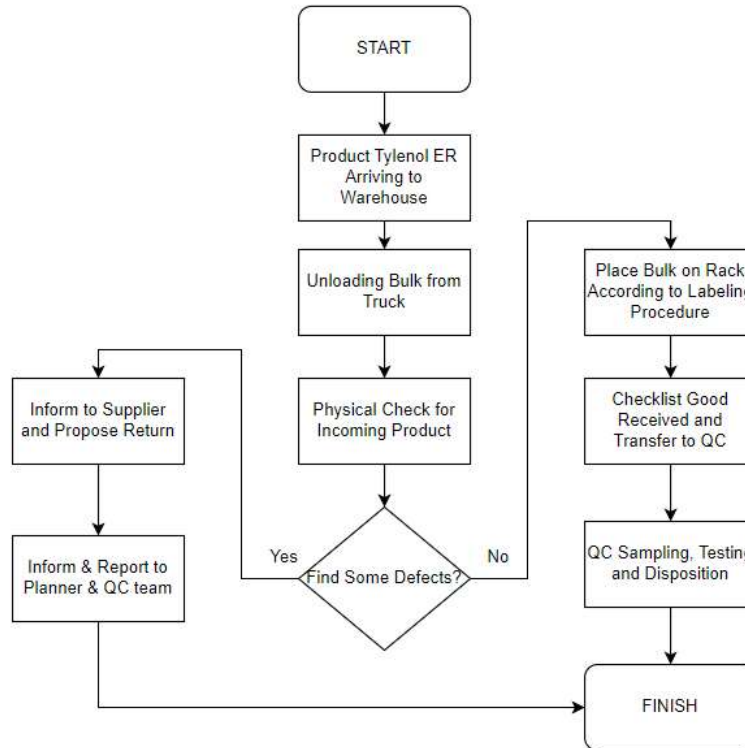 START
Product Tylenol ER
Arriving to
Warehouse
Unloading Bulk from
Truck
Physical Check for
Incoming Product
Find Some Defects?
Yes
Inform to Supplier
and Propose Return
Inform & Report to
Planner & QC team
No
Place Bulk on Rack
According to Labeling
Procedure
Checklist Good
Received and
Transfer to QC
QC Sampling, Testing
and Disposition
FINISH